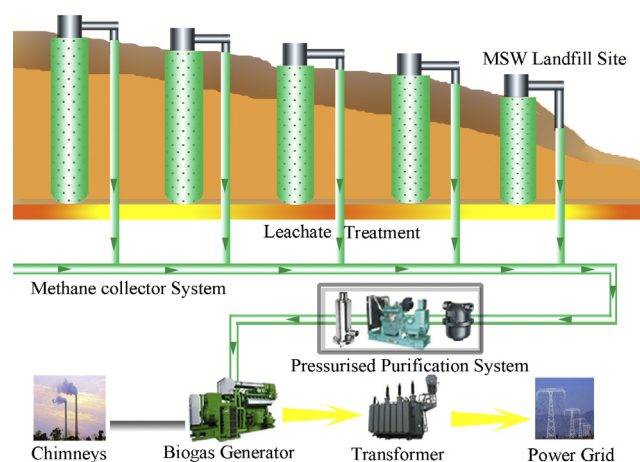 MSW Landfill Site
Leachate Treatment
Methane collector System
Pressurised Purification System
Chimneys
Biogas Generator
Transformer
Power Grid